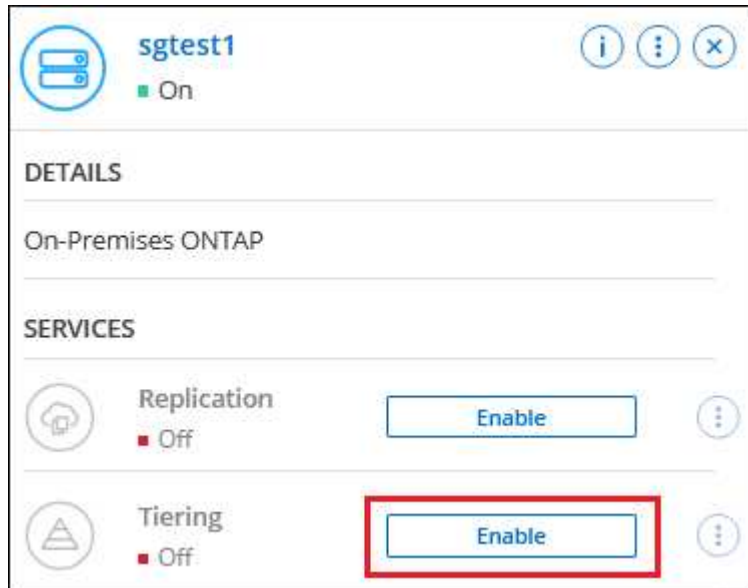 sgtest1
On
DETAILS
On-Premises ONTAP
SERVICES
Replication
Enable
Off
Tiering
Enable
Off